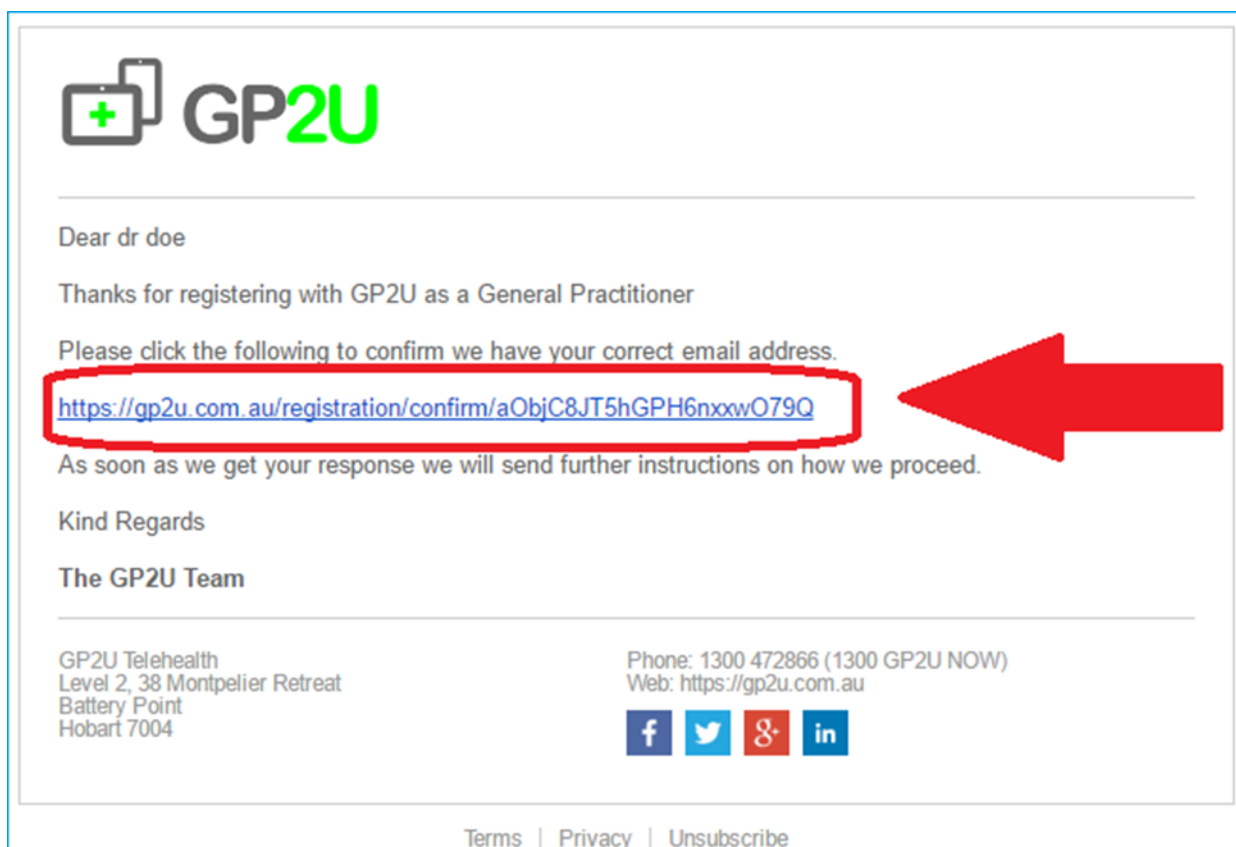 GP2U
Dear dr doe
Thanks for registering with GP2U as a General Practitioner
Please click the following to confirm we have your correct email address.
https://gp2u.com.au/registration/confirm/aObjC8JT5hGPH6nxxwO79Q
As soon as we get your response we will send further instructions on how we proceed.
Kind Regards
The GP2U Team
GP2U Telehealth
Level 2, 38 Montpelier Retreat
Battery Point
Hobart 7004
Phone: 1300 472866 (1300 GP2U NOW)
Web: https://gp2u.com.au
f
8+
in
Terms | Privacy | Unsubscribe